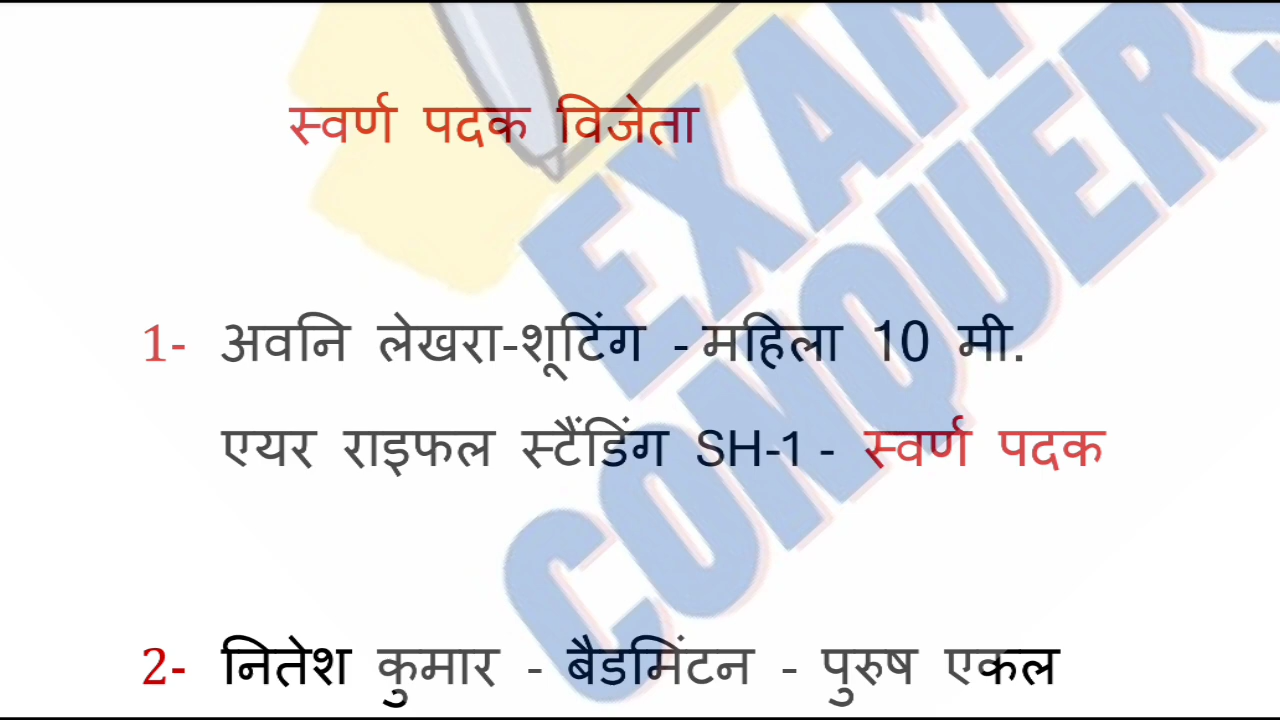 स्वर्ण पदक विजेता
EXAM
CONQUERS
1- अवनि लेखरा-शूटिंग - महिला 10 मी.
एयर राइफल स्टैंडिंग SH-1 - स्वर्ण पदक
2- नितेश कुमार - बैडमिंटन - पुरुष एकल